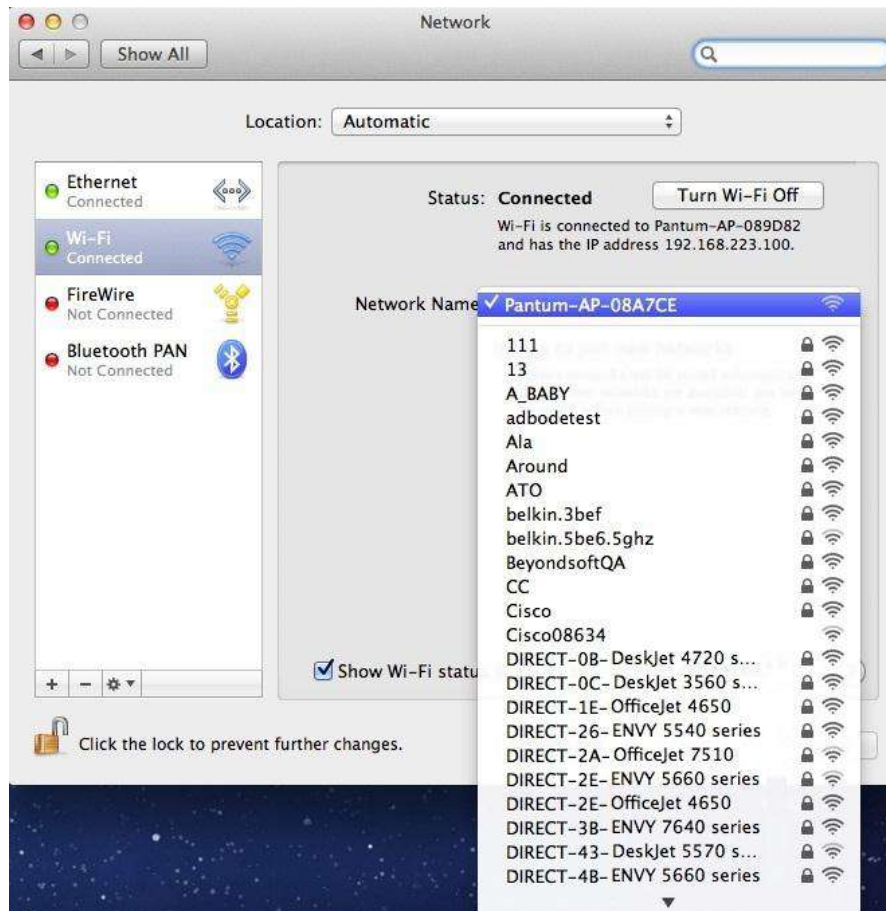 Network
Show All
Location: Automatic
Ethernet
Connected
Wi-Fi
Connected
FireWire
Not Connected
Bluetooth PAN
Not Connected
Status: Connected
Turn Wi-Fi Off
Wi-Fi is connected to Pantum-AP-089D82
and has the IP address 192.168.223.100.
Network Name
✓ Pantum-AP-08A7CE
111
13
A_BABY
adbodetest
Ala
Around
ATO
belkin.3bef
belkin.5be6.5ghz
BeyondsoftQA
CC
Cisco
Cisco08634
DIRECT-0B-DeskJet 4720 s...
DIRECT-0C-DeskJet 3560 s...
DIRECT-1E-OfficeJet 4650
DIRECT-26-ENVY 5540 series
DIRECT-2A-OfficeJet 7510
DIRECT-2E-ENVY 5660 series
DIRECT-2E-OfficeJet 4650
DIRECT-3B-ENVY 7640 series
DIRECT-43-DeskJet 5570 s...
DIRECT-4B-ENVY 5660 series
Show Wi-Fi statu
Click the lock to prevent further changes.